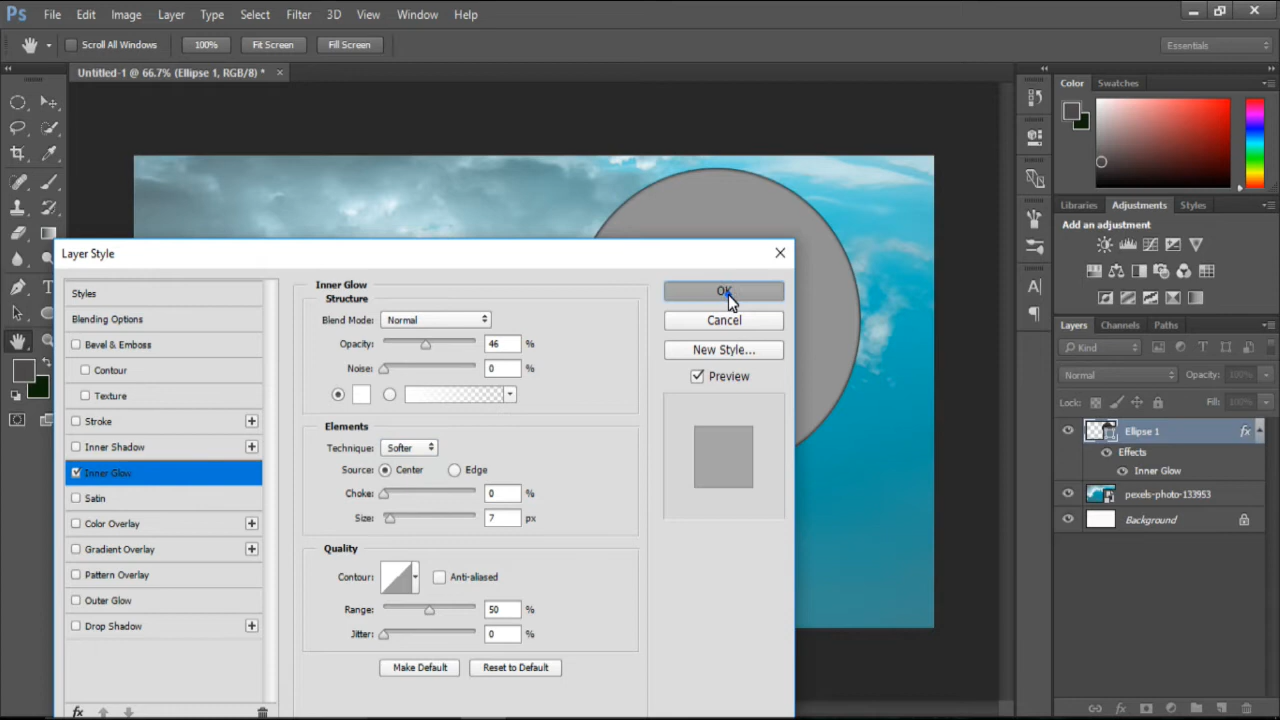 Ps File Edit Image Layer Type Select Filter 3D View Window Help
Scroll All Windows 100% Fit Screen Fill Screen Essentials
Untitled-1 @ 66.7% (Ellipse 1, RGB/8) *
Layer Style
Styles
Blending Options
Bevel & Emboss
Contour
Texture
Stroke
Inner Shadow
Inner Glow
Satin
Color Overlay
Gradient Overlay
Pattern Overlay
Outer Glow
Drop Shadow
fx
Inner Glow
Structure
Blend Mode: Normal
Opacity: 46 %
Noise: 0 %
Elements
Technique: Softer
Source: Center Edge
Choke: 0 %
Size: 7 px
Quality
Contour: Anti-aliased
Range: 50 %
Jitter: 0 %
Make Default Reset to Default
OK
Cancel
New Style...
Preview
Color Swatches
Libraries Adjustments Styles
Add an adjustment
Layers Channels Paths
Kind
Normal Opacity: 100%
Lock: Fill: 100%
Ellipse 1 fx
Effects
Inner Glow
pexels-photo-133953
Background
fx